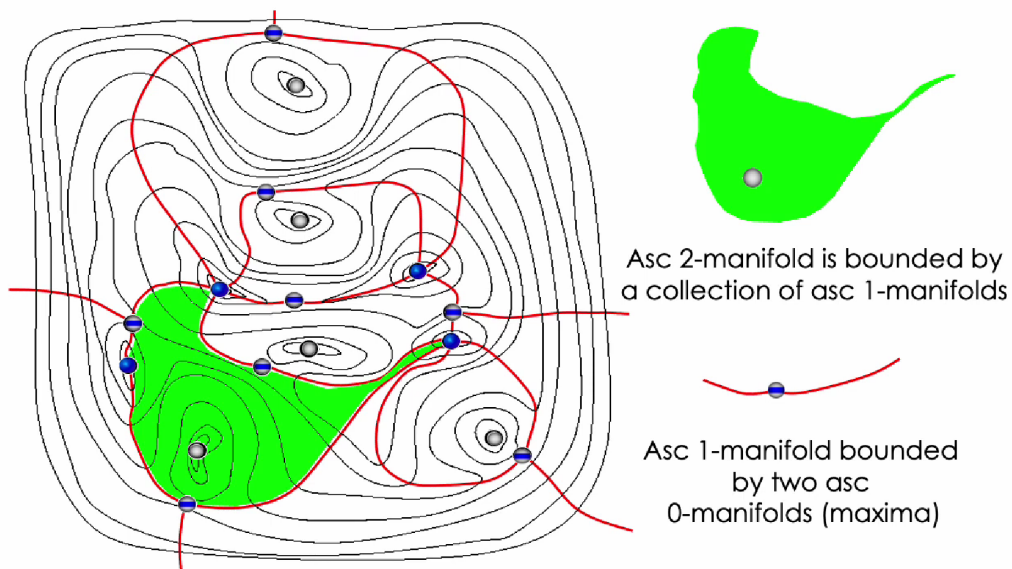 Asc 2-manifold is bounded by
a collection of asc 1-manifolds
Asc 1-manifold bounded
by two asc
0-manifolds (maxima)